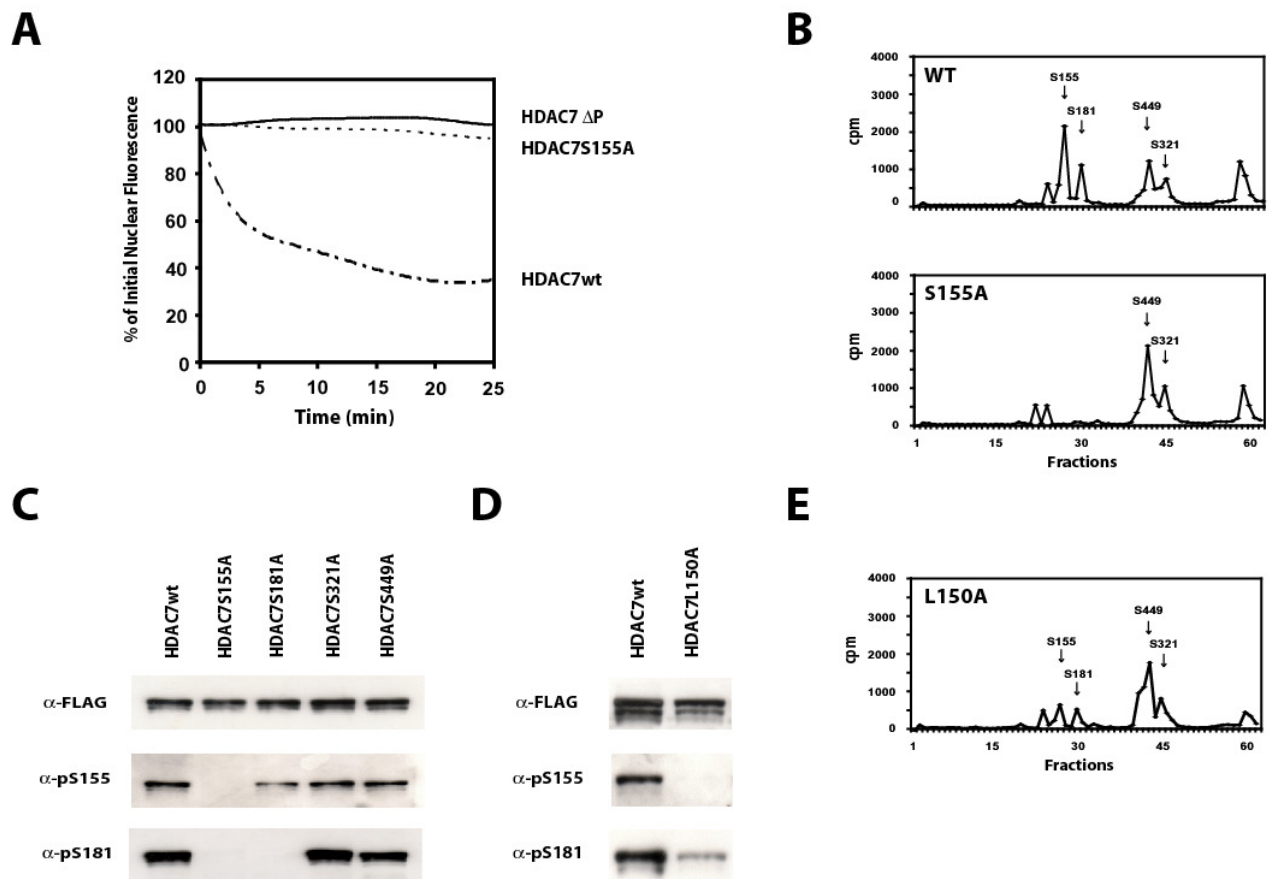 A
120
100
80
60
40
20
0
% of Initial Nuclear Fluorescence
0 5 10 15 20 25
Time (min)
HDAC7 ΔP
HDAC7S155A
HDAC7wt
B
WT
4000
3000
2000
1000
0
cpm
S155
S181
S449
S321
S155A
4000
3000
2000
1000
0
cpm
S449
S321
1 15 30 45 60
Fractions
C
HDAC7wt
HDAC7S155A
HDAC7S181A
HDAC7S321A
HDAC7S449A
α-FLAG
α-pS155
α-pS181
D
HDAC7wt
HDAC7L150A
α-FLAG
α-pS155
α-pS181
E
L150A
4000
3000
2000
1000
0
cpm
S155
S181
S449
S321
1 15 30 45 60
Fractions